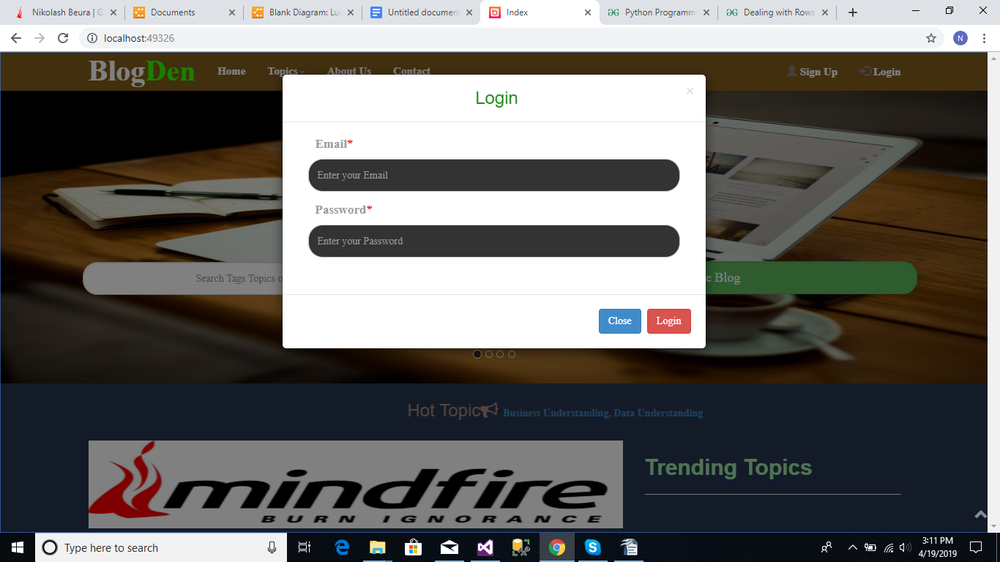 Nikolash Beura | G
Documents
Blank Diagram: Lu
Untitled documen
Index
Python Programm
Dealing with Rows
localhost:49326
N
BlogDen
Home
Topics
About Us
Contact
Sign Up
Login
Login
×
Email*
Enter your Email
Password*
Enter your Password
Search Tags Topics o
e Blog
Close
Login
Hot Topic
Business Understanding, Data Understanding
mindfire
BURN IGNORANCE
Trending Topics
Type here to search
3:11 PM
4/19/2019